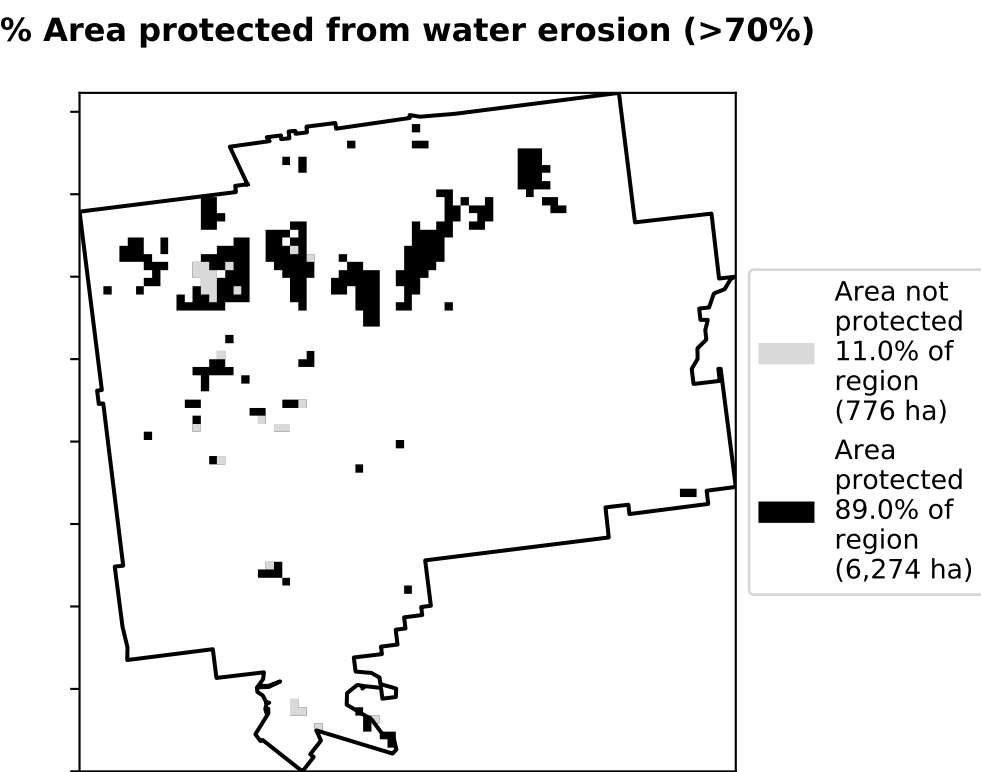 % Area protected from water erosion (>70%)
Area not
protected
11.0% of
region
(776 ha)
Area
protected
89.0% of
region
(6,274 ha)